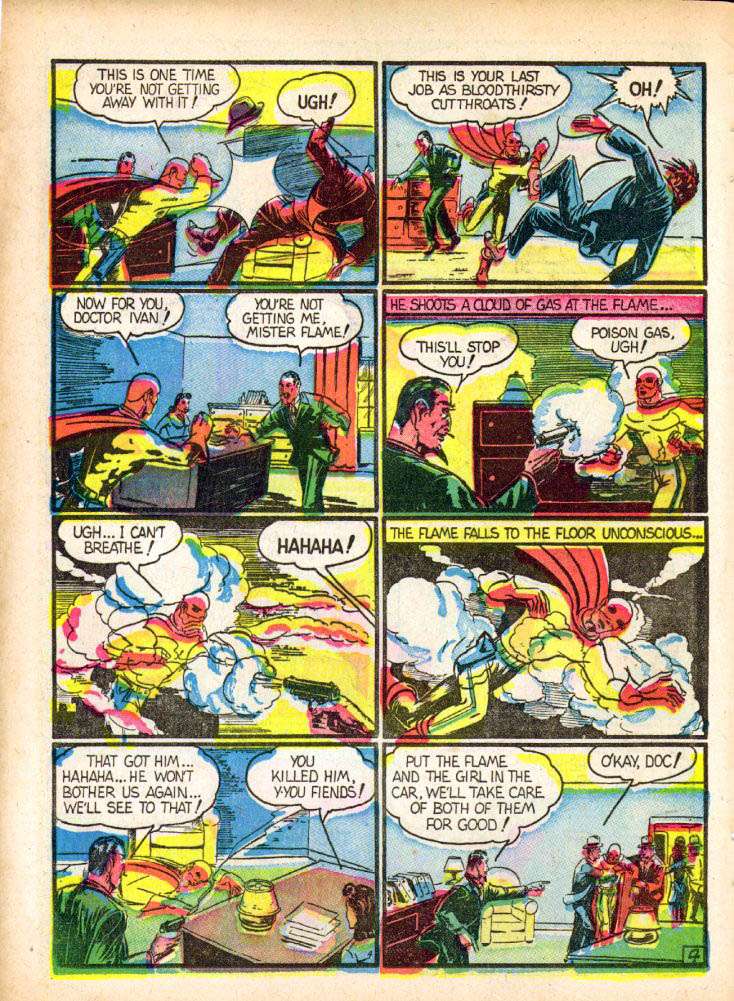 THIS IS ONE TIME
YOU'RE NOT GETTING
AWAY WITH IT!
UGH!
THIS IS YOUR LAST
JOB AS BLOODTHIRSTY
CUTTHROATS!
OH!
NOW FOR YOU,
DOCTOR IVAN!
YOU'RE NOT
GETTING ME,
MISTER FLAME!
HE SHOOTS A CLOUD OF GAS AT THE FLAME...
THIS'LL STOP
YOU!
POISON GAS,
UGH!
UGH... I CAN'T
BREATHE!
HAHAHA!
THE FLAME FALLS TO THE FLOOR UNCONSCIOUS...
THAT GOT HIM...
HAHAHA... HE WON'T
BOTHER US AGAIN...
WE'LL SEE TO THAT!
YOU
KILLED HIM,
Y-YOU FIENDS!
PUT THE FLAME
AND THE GIRL IN THE
CAR, WE'LL TAKE CARE
OF BOTH OF THEM
FOR GOOD!
O'KAY, DOC!
4